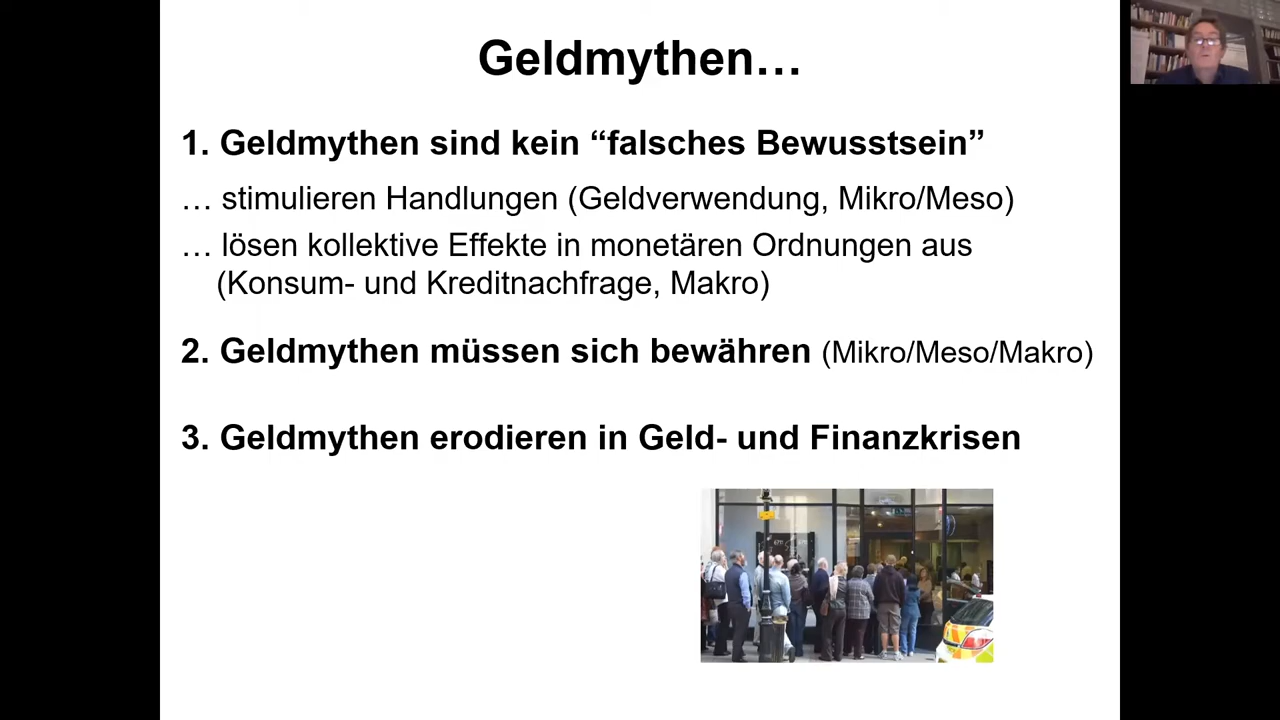 Geldmythen…
1. Geldmythen sind kein “falsches Bewusstsein”
… stimulieren Handlungen (Geldverwendung, Mikro/Meso)
… lösen kollektive Effekte in monetären Ordnungen aus
(Konsum- und Kreditnachfrage, Makro)
2. Geldmythen müssen sich bewähren (Mikro/Meso/Makro)
3. Geldmythen erodieren in Geld- und Finanzkrisen